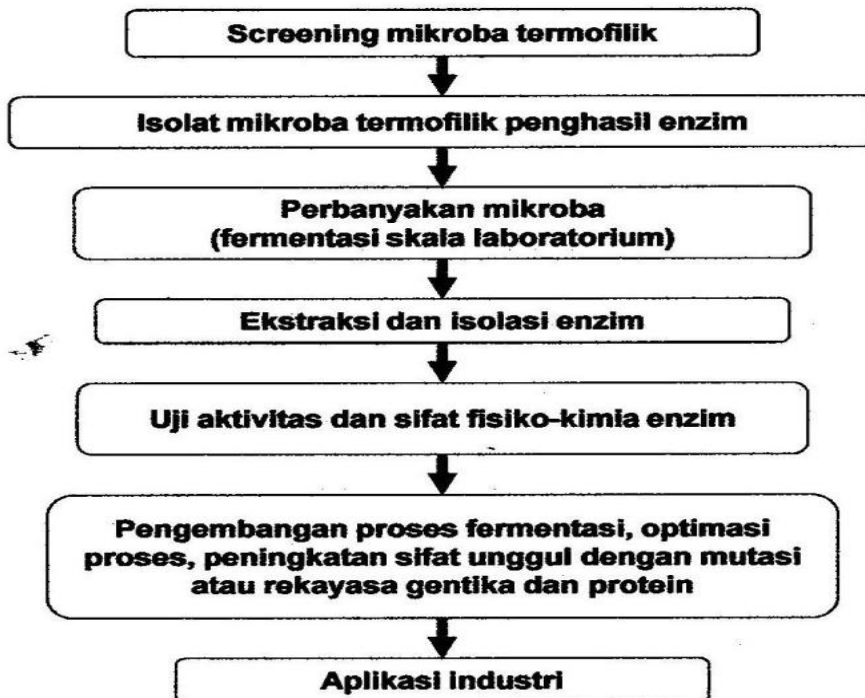 Screening mikroba termofilik
Isolat mikroba termofilik penghasil enzim
Perbanyakan mikroba
(fermentasi skala laboratorium)
Ekstraksi dan isolasi enzim
Uji aktivitas dan sifat fisiko-kimia enzim
Pengembangan proses fermentasi, optimasi
proses, peningkatan sifat unggul dengan mutasi
atau rekayasa gentika dan protein
Aplikasi industri